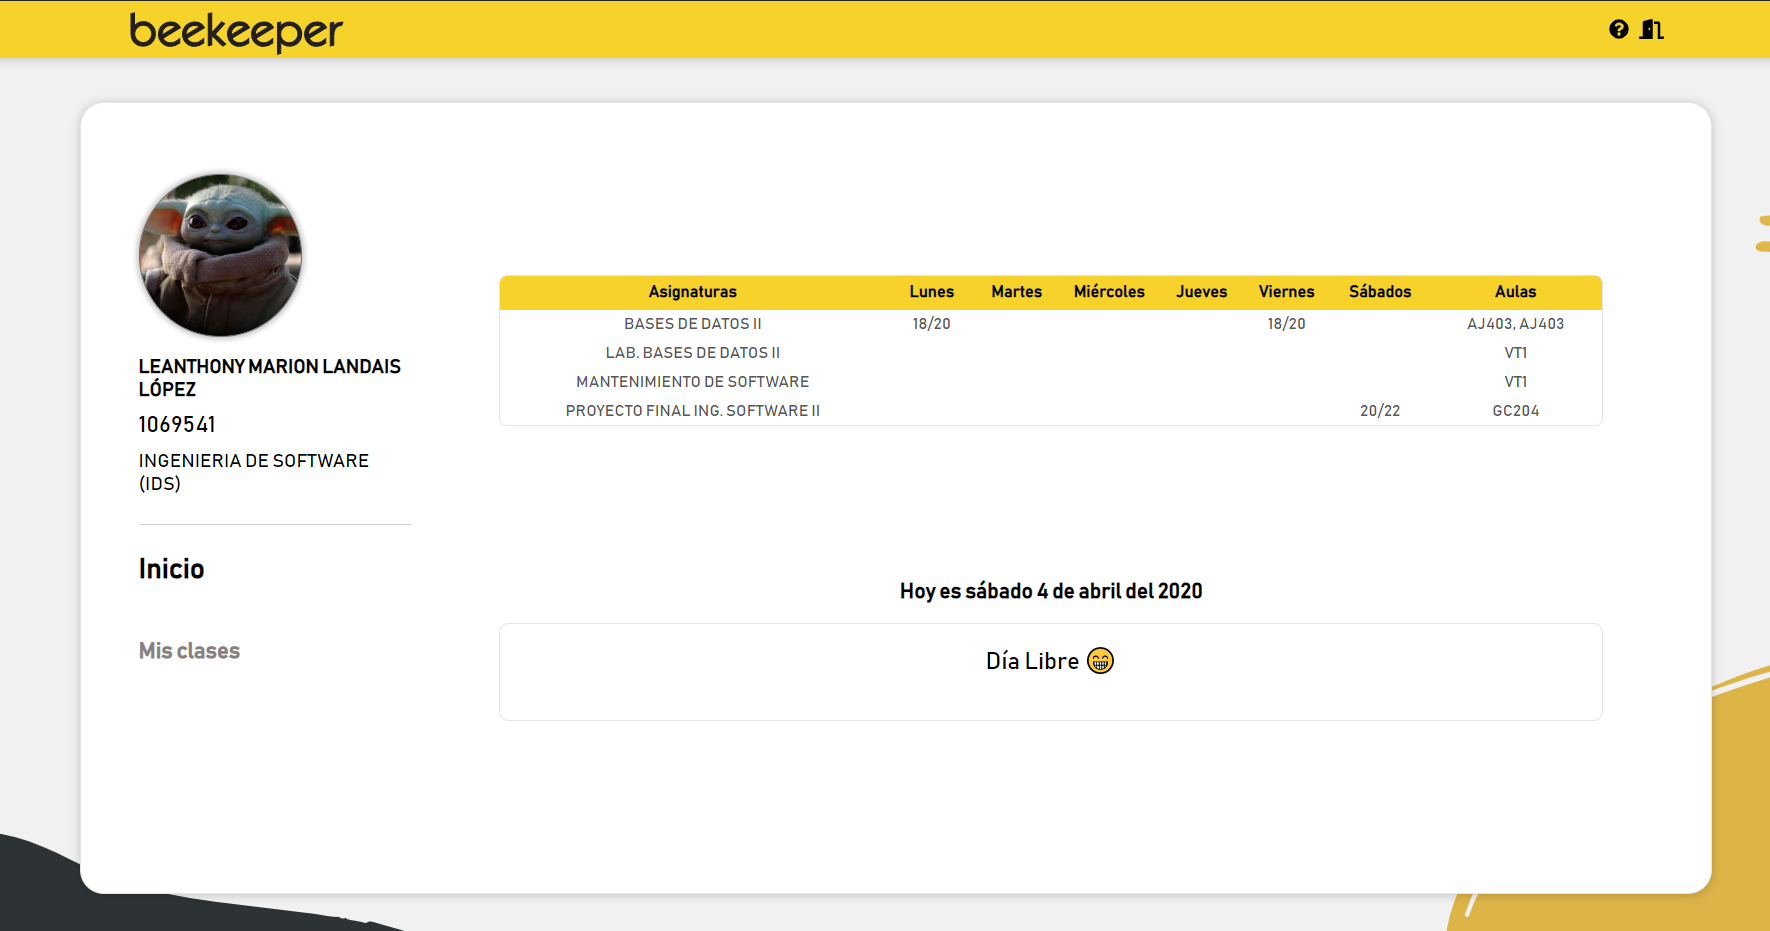 beekeeper
LEANTHONY MARION LANDAIS
LÓPEZ
1069541
INGENIERIA DE SOFTWARE
(IDS)
Inicio
Mis clases
Asignaturas Lunes Martes Miércoles Jueves Viernes Sábados Aulas
BASES DE DATOS II 18/20 18/20 AJ403, AJ403
LAB. BASES DE DATOS II VT1
MANTENIMIENTO DE SOFTWARE VT1
PROYECTO FINAL ING. SOFTWARE II 20/22 GC204
Hoy es sábado 4 de abril del 2020
Día Libre 😁